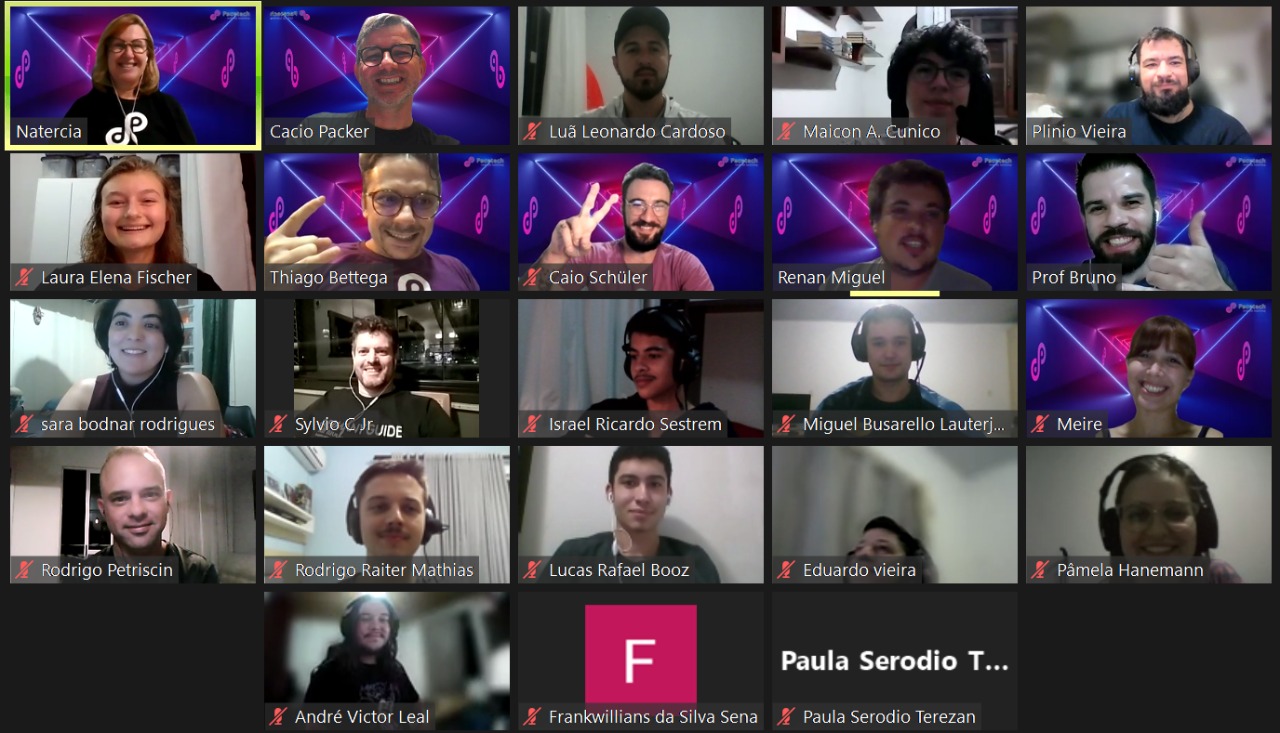 Natercia
Cacio Packer
Luã Leonardo Cardoso
Maicon A. Cunico
Plinio Vieira
Laura Elena Fischer
Thiago Bettega
Caio Schüler
Renan Miguel
Prof Bruno
sara bodnar rodrigues
Sylvio C Jr
GUIDE
Israel Ricardo Sestrem
Miguel Busarello Lauterj...
Meire
Rodrigo Petriscin
Rodrigo Raiter Mathias
Lucas Rafael Booz
Eduardo vieira
Pâmela Hanemann
F
Paula Serodio T...
André Victor Leal
Frankwillians da Silva Sena
Paula Serodio Terezan